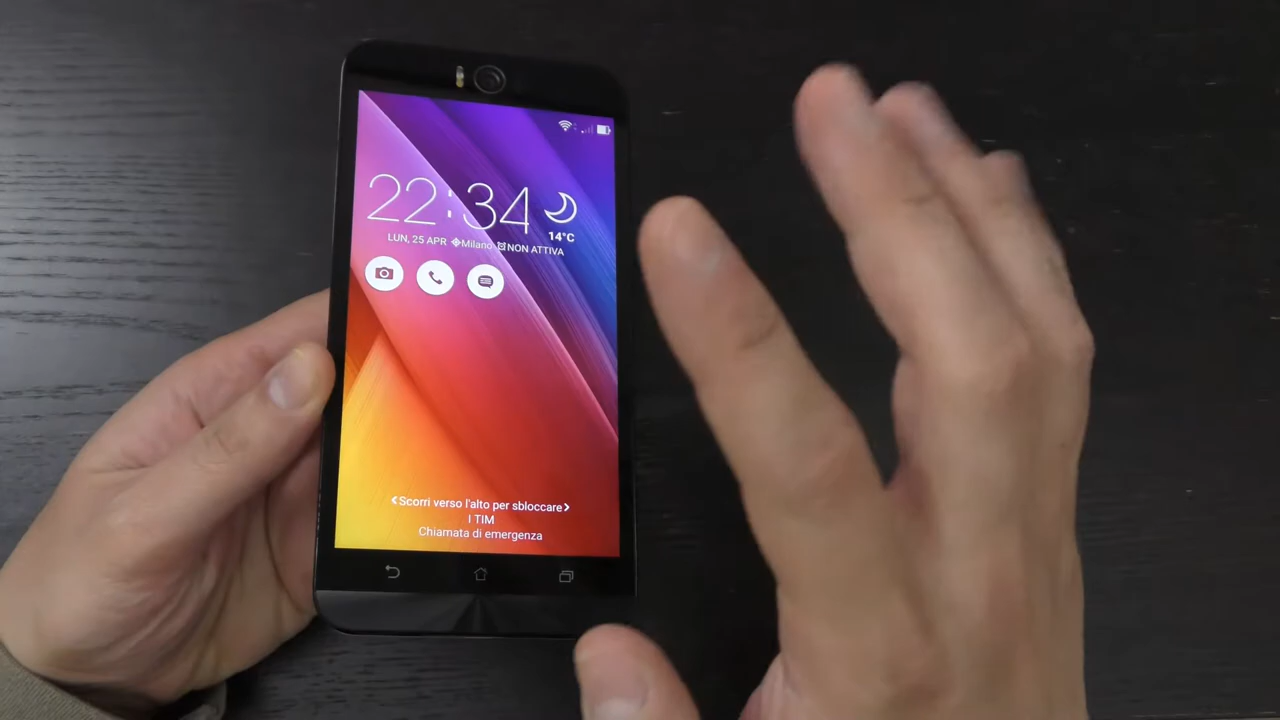 22:34
14°C
LUN, 25 APR Milano NON ATTIVA
Scorri verso l'alto per sbloccare
I TIM
Chiamata di emergenza